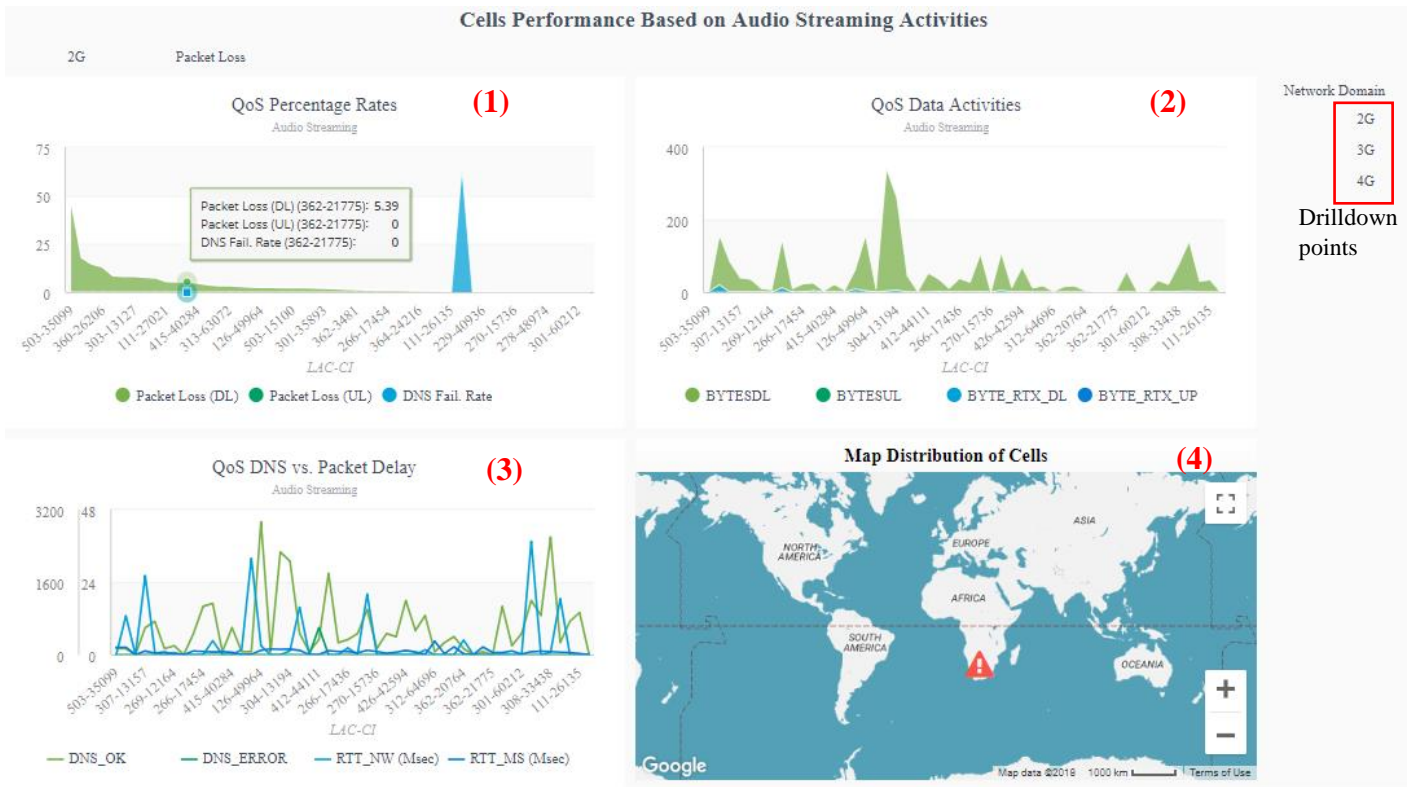 Cells Performance Based on Audio Streaming Activities
2G Packet Loss
QoS Percentage Rates (1)
Audio Streaming
75
50
25
0
Packet Loss (DL) (362-21775): 5.39
Packet Loss (UL) (362-21775): 0
DNS Fail. Rate (362-21775): 0
503-35099 360-26206 303-13127 111-27021 415-40284 313-63072 126-49964 503-15100 301-35893 362-3481 266-17454 364-24216 111-26135 229-40936 270-15736 278-48974 301-60212
LAC-CI
Packet Loss (DL) Packet Loss (UL) DNS Fail. Rate
QoS Data Activities (2)
Audio Streaming
400
200
0
503-35099 307-13157 269-12164 266-17454 415-40284 126-49964 304-13194 412-44111 266-17436 270-15736 426-42594 312-64696 362-20764 362-21775 301-60212 308-33438 111-26135
LAC-CI
BYTESDL BYTESUL BYTE_RTX_DL BYTE_RTX_UP
Network Domain
2G
3G
4G
Drilldown
points
QoS DNS vs. Packet Delay (3)
Audio Streaming
3200 48
1600 24
0 0
503-35099 307-13157 269-12164 266-17454 415-40284 126-49964 304-13194 412-44111 266-17436 270-15736 426-42594 312-64696 362-20764 362-21775 301-60212 308-33438 111-26135
LAC-CI
DNS_OK DNS_ERROR RTT_NW (Msec) RTT_MS (Msec)
Map Distribution of Cells (4)
ASIA
NORTH
AMERICA
EUROPE
AFRICA
SOUTH
AMERICA
OCEANIA
+
−
Google
Map data ©2019 1000 km Terms of Use